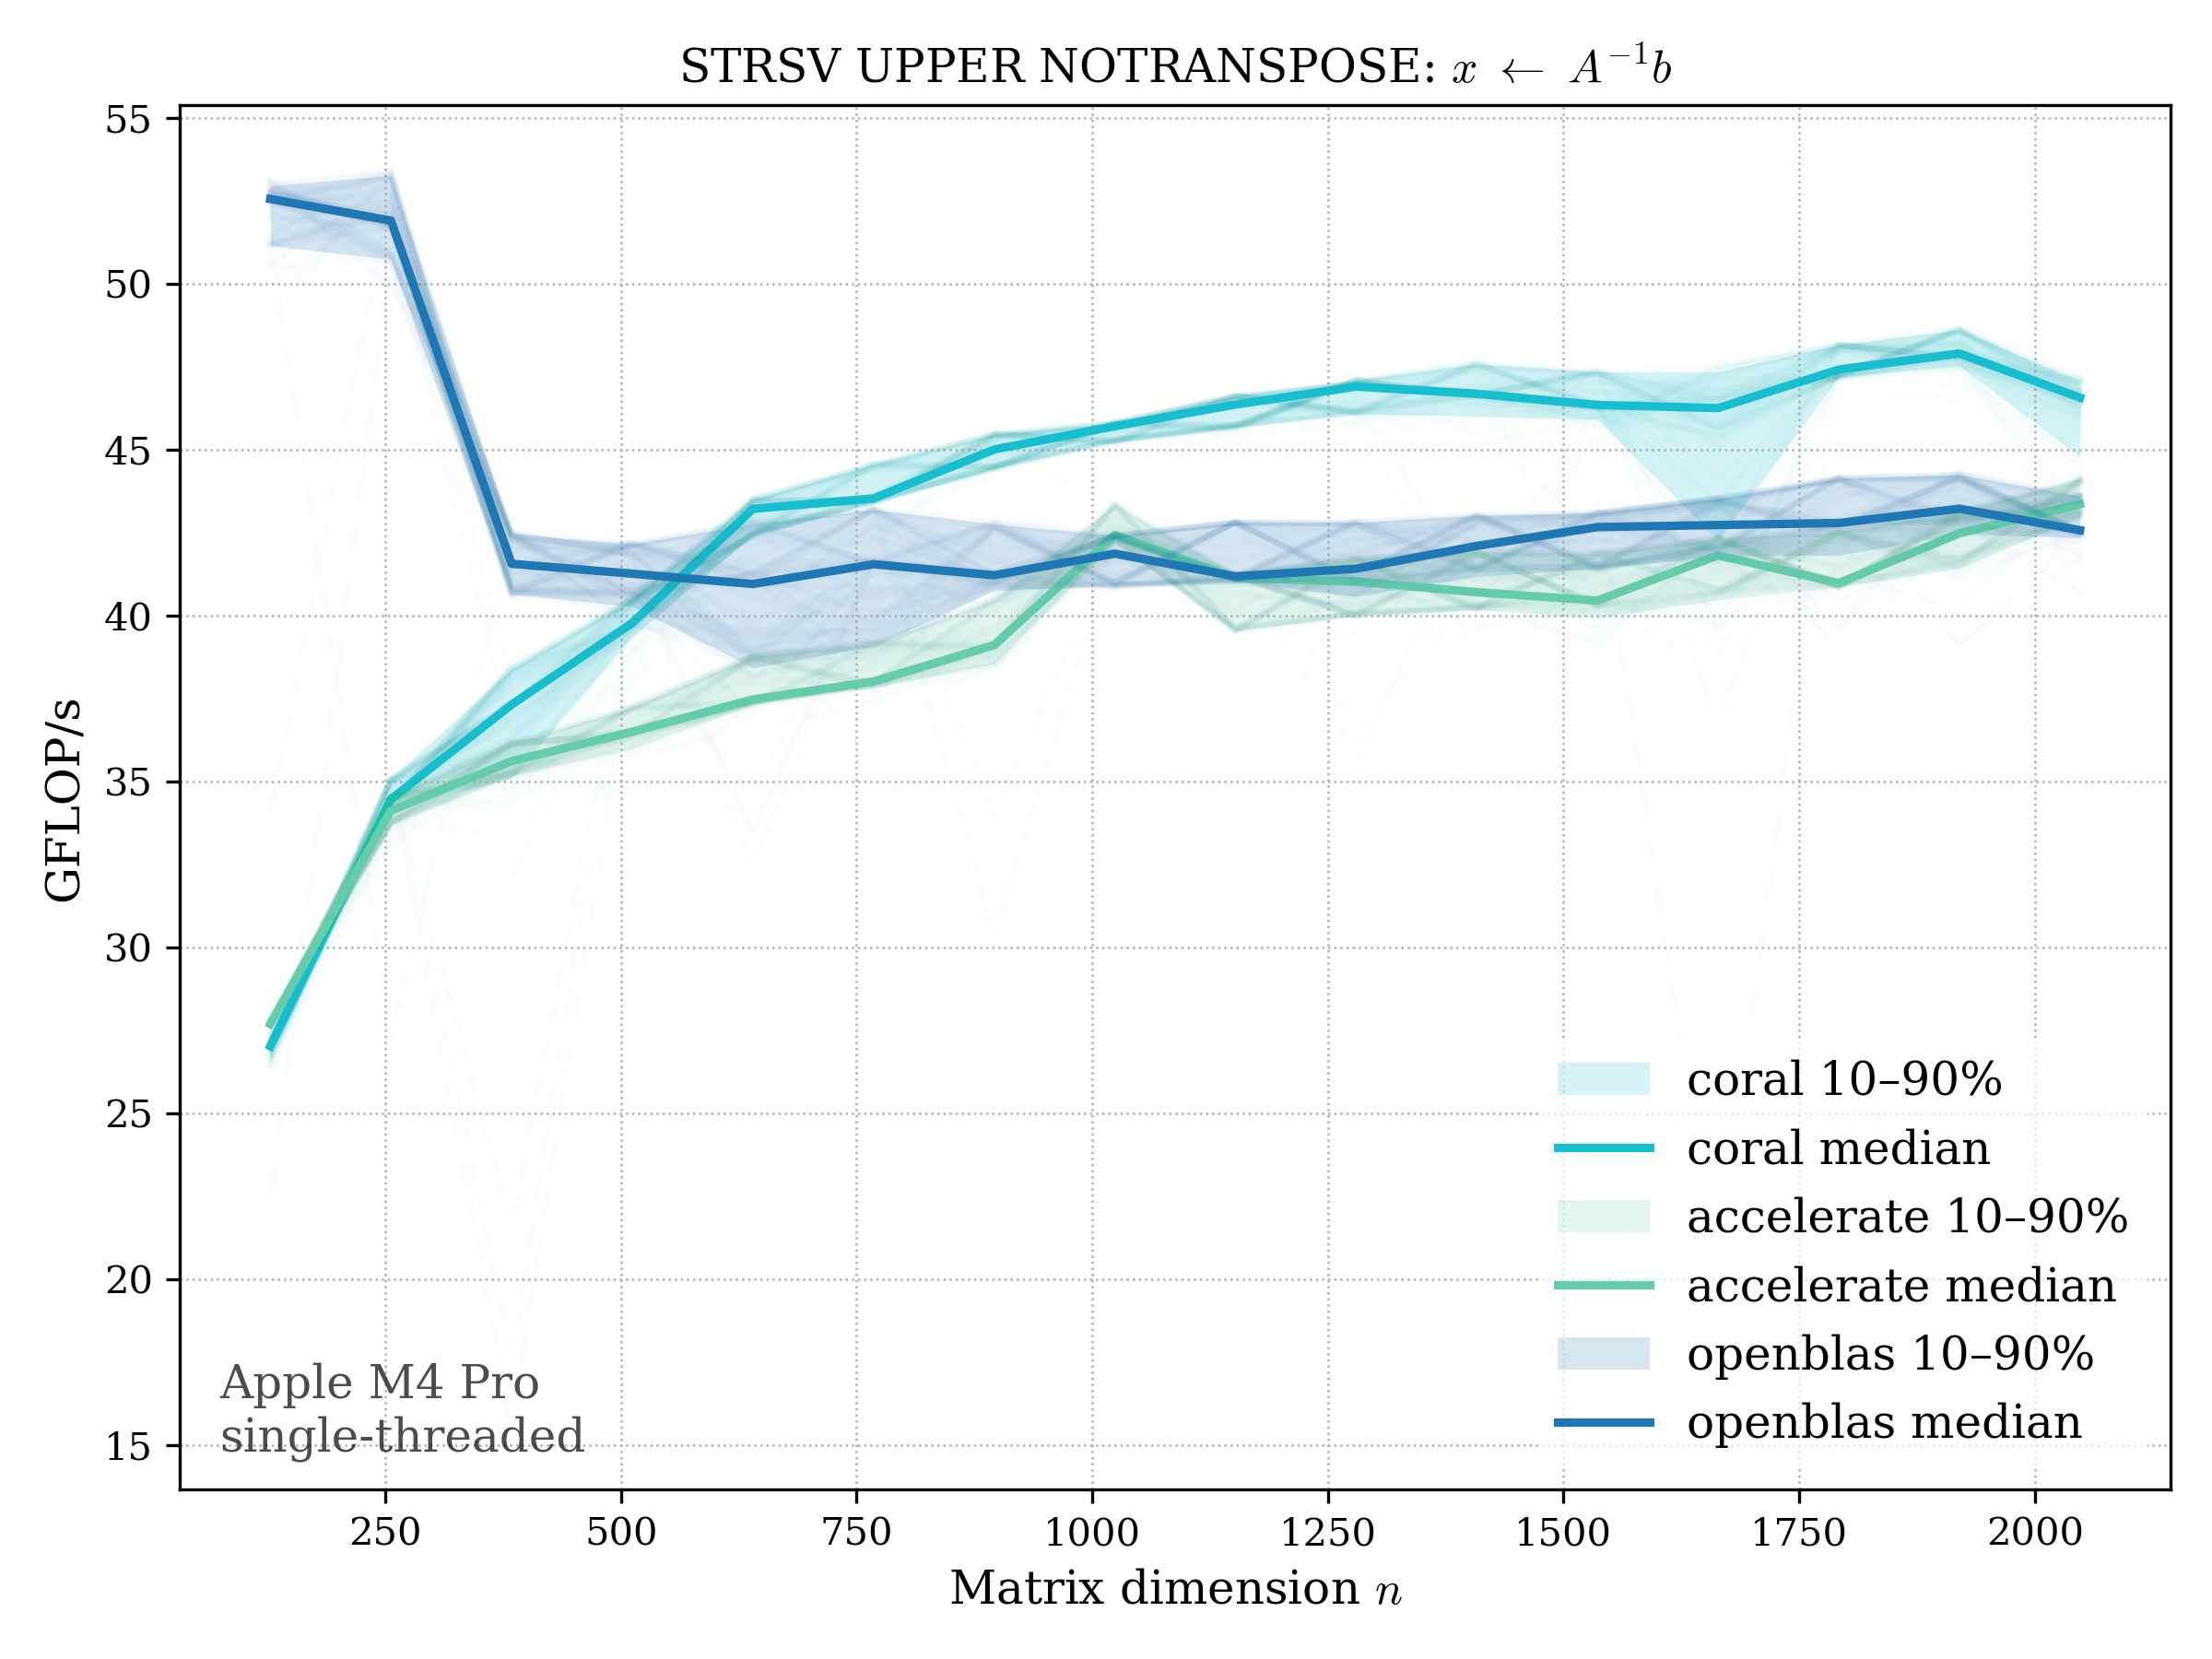 STRSV UPPER NOTRANSPOSE: x ← A⁻¹b
GFLOP/s
55
50
45
40
35
30
25
20
15
coral 10–90%
coral median
accelerate 10–90%
accelerate median
openblas 10–90%
openblas median
Apple M4 Pro
single-threaded
250 500 750 1000 1250 1500 1750 2000
Matrix dimension n